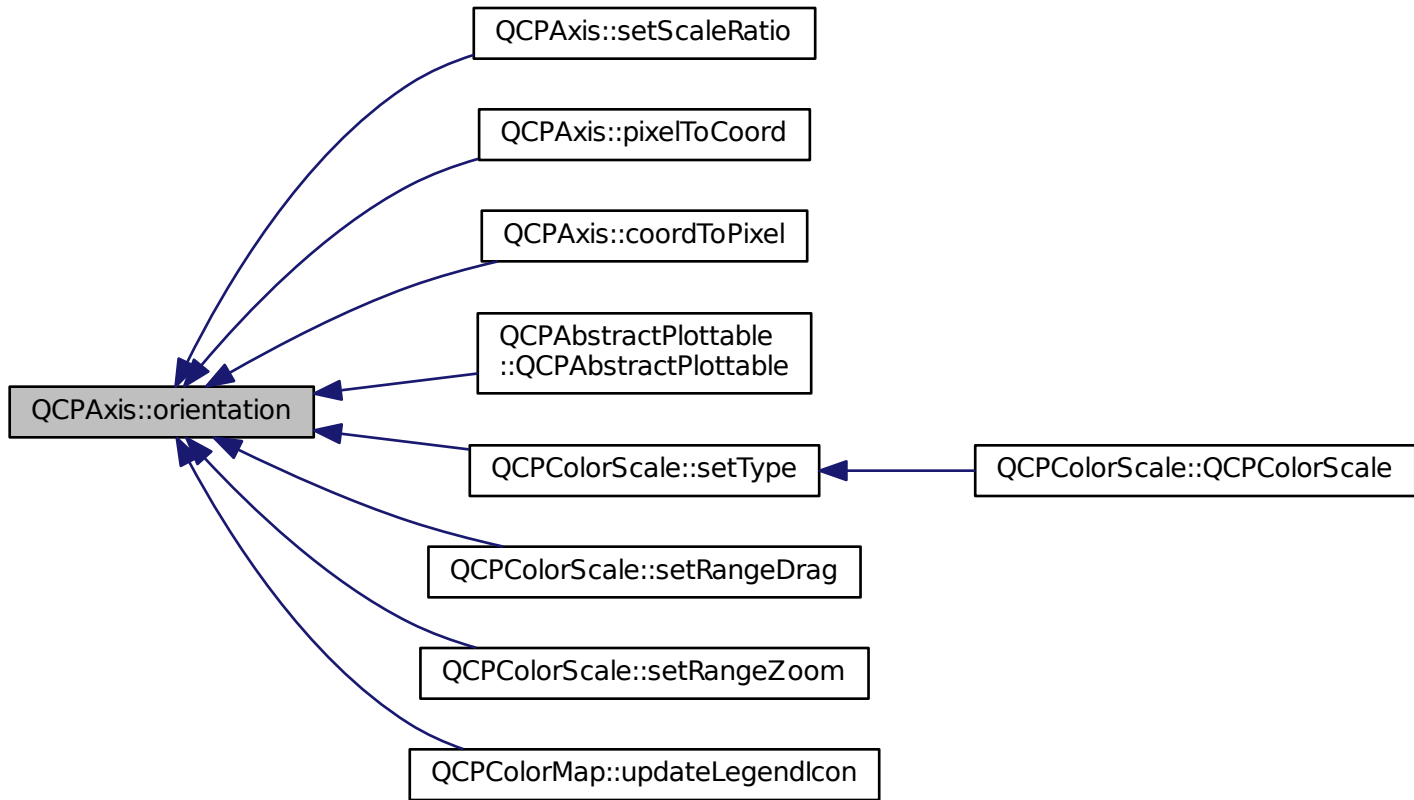 QCPAxis::setScaleRatio
QCPAxis::pixelToCoord
QCPAxis::coordToPixel
QCPAbstractPlottable
::QCPAbstractPlottable
QCPAxis::orientation
QCPColorScale::setType
QCPColorScale::QCPColorScale
QCPColorScale::setRangeDrag
QCPColorScale::setRangeZoom
QCPColorMap::updateLegendIcon